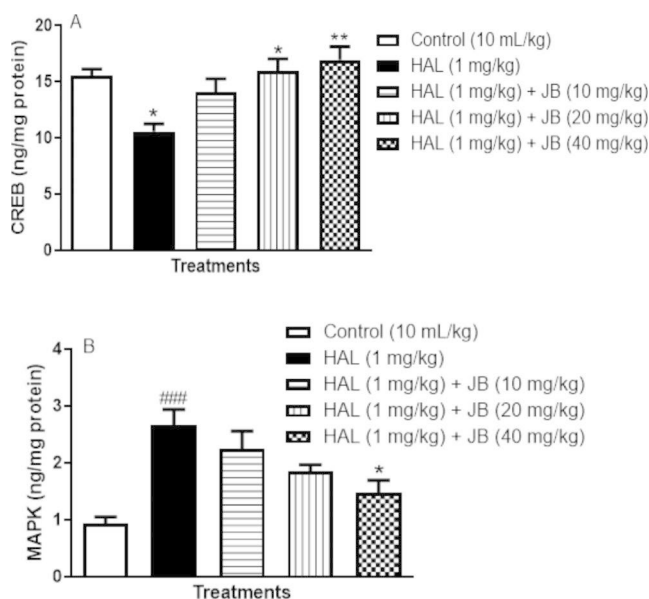 A
CREB (ng/mg protein)
20
15
10
5
0
*
*
**
Treatments
Control (10 mL/kg)
HAL (1 mg/kg)
HAL (1 mg/kg) + JB (10 mg/kg)
HAL (1 mg/kg) + JB (20 mg/kg)
HAL (1 mg/kg) + JB (40 mg/kg)
B
MAPK (ng/mg protein)
4
3
2
1
0
###
*
Treatments
Control (10 mL/kg)
HAL (1 mg/kg)
HAL (1 mg/kg) + JB (10 mg/kg)
HAL (1 mg/kg) + JB (20 mg/kg)
HAL (1 mg/kg) + JB (40 mg/kg)